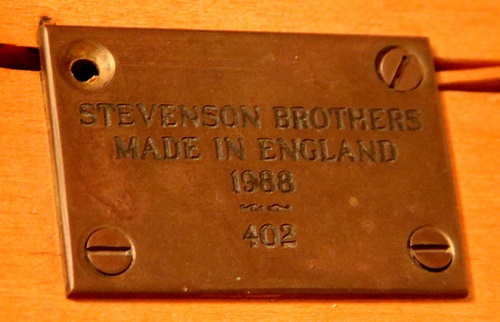 STEVENSON BROTHERS
MADE IN ENGLAND
1988
402